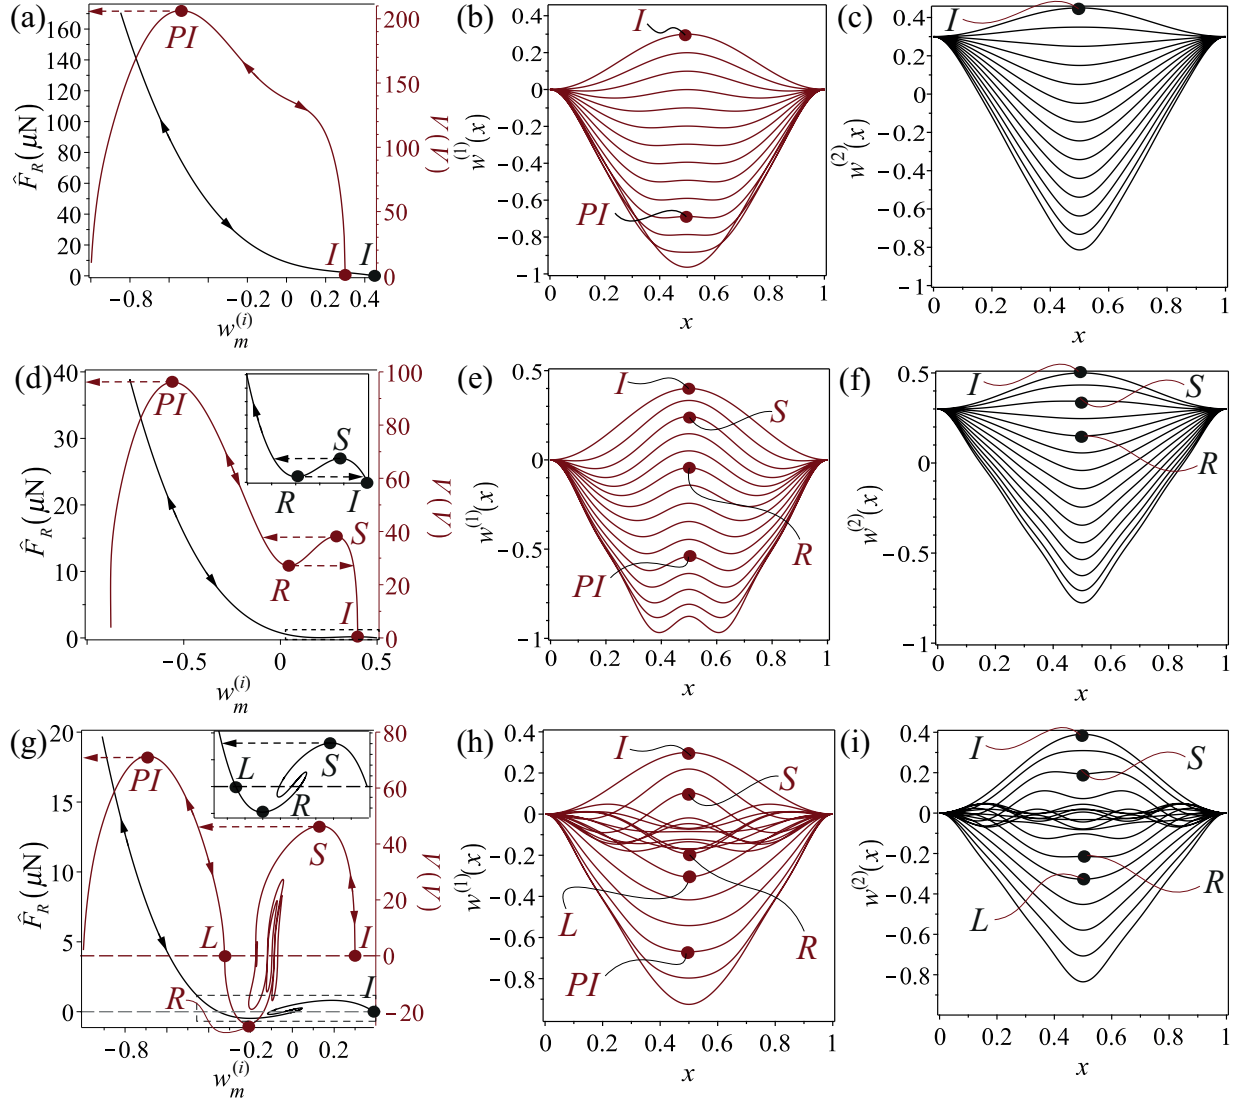 (a)
160
140
120
100
80
60
40
20
0
F̂_R (μN)
200
150
100
50
0
V (V)
PI
I
I
−0.8
−0.2
0
0.2
0.4
w_m^(i)
(b)
0.4
0.2
0
−0.2
−0.4
−0.6
−0.8
−1
w^(1)(x)
I
PI
0
0.2
0.4
0.6
0.8
1
x
(c)
0.4
0.2
0
−0.2
−0.4
−0.6
−0.8
−1
w^(2)(x)
I
0
0.2
0.4
0.6
0.8
1
x
(d)
40
30
20
10
0
F̂_R (μN)
100
80
60
40
20
0
V (V)
PI
S
R
I
S
R
I
−0.5
0
0.5
w_m^(i)
(e)
0.5
0
−0.5
−1
w^(1)(x)
I
S
R
PI
0
0.2
0.4
0.6
0.8
1
x
(f)
0.5
0
−0.5
−1
w^(2)(x)
I
S
R
0
0.2
0.4
0.6
0.8
1
x
(g)
20
15
10
5
0
F̂_R (μN)
80
60
40
20
0
−20
V (V)
PI
L
S
R
L
S
I
I
R
−0.8
−0.2
0
0.2
w_m^(i)
(h)
0.4
0.2
0
−0.2
−0.4
−0.6
−0.8
w^(1)(x)
I
S
L
R
PI
0
0.2
0.4
0.6
0.8
1
x
(i)
0.4
0.2
0
−0.2
−0.4
−0.6
−0.8
w^(2)(x)
I
S
R
L
0
0.2
0.4
0.6
0.8
1
x